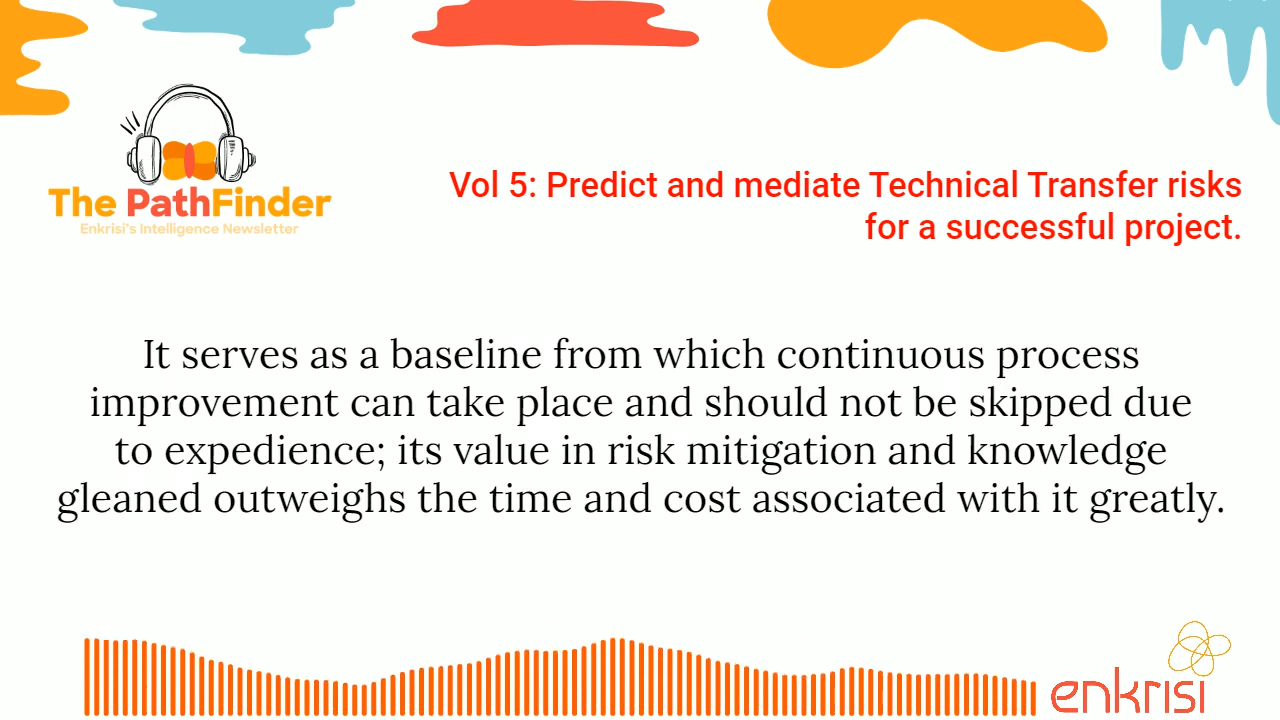 The PathFinder
Enkrisi's Intelligence Newsletter
Vol 5: Predict and mediate Technical Transfer risks
for a successful project.
It serves as a baseline from which continuous process
improvement can take place and should not be skipped due
to expedience; its value in risk mitigation and knowledge
gleaned outweighs the time and cost associated with it greatly.
enkrisi